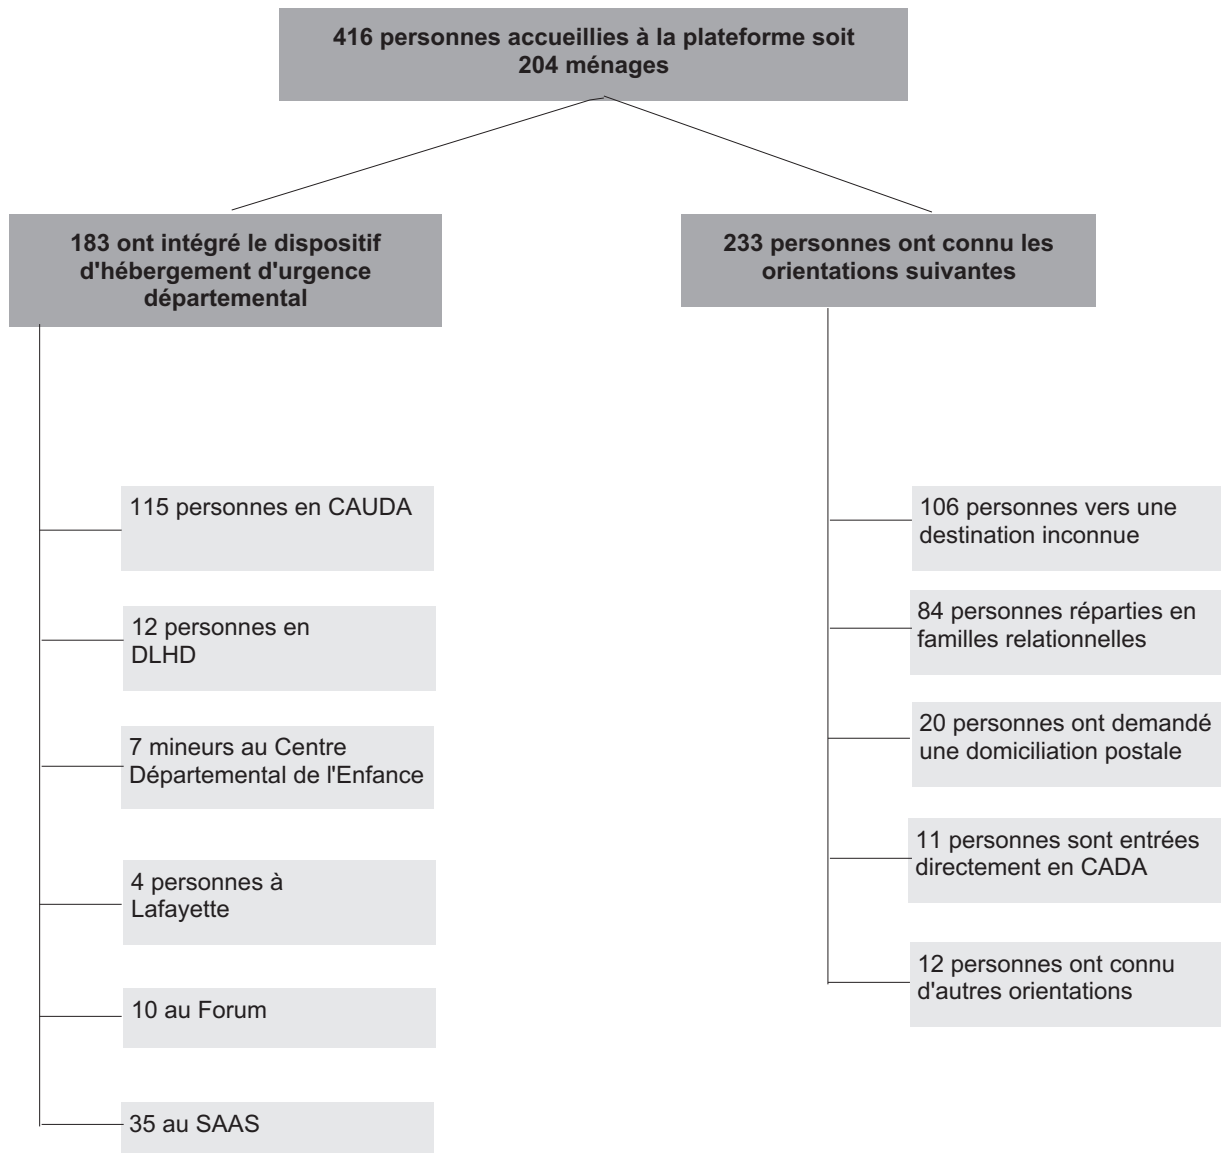 416 personnes accueillies à la plateforme soit
204 ménages
183 ont intégré le dispositif
d'hébergement d'urgence
départemental
115 personnes en CAUDA
12 personnes en
DLHD
7 mineurs au Centre
Départemental de l'Enfance
4 personnes à
Lafayette
10 au Forum
35 au SAAS
233 personnes ont connu les
orientations suivantes
106 personnes vers une
destination inconnue
84 personnes réparties en
familles relationnelles
20 personnes ont demandé
une domiciliation postale
11 personnes sont entrées
directement en CADA
12 personnes ont connu
d'autres orientations